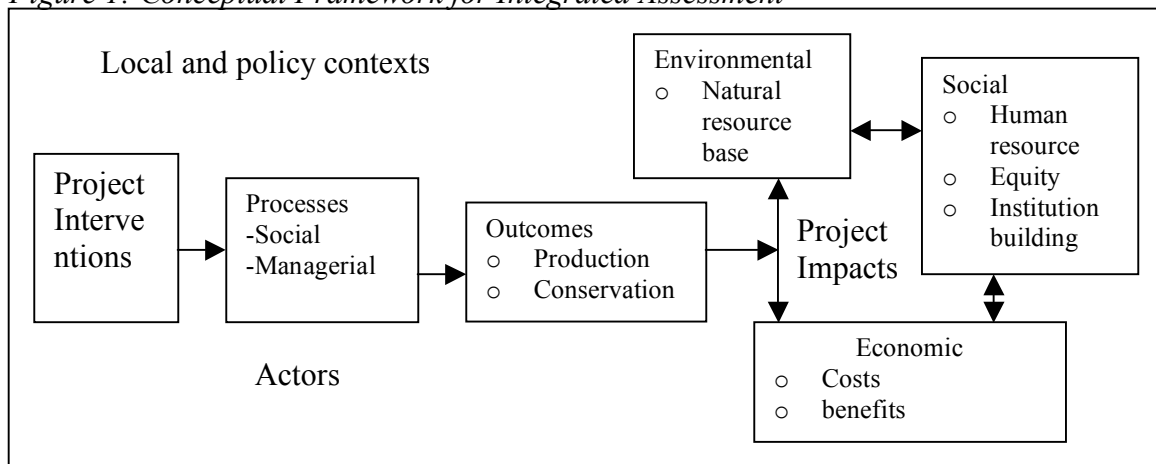 Figure 1: Conceptual Framework for Integrated Assessment
Local and policy contexts
Project
Interve
ntions
Processes
-Social
-Managerial
Outcomes
o Production
o Conservation
Actors
Environmental
o Natural
resource
base
Project
Impacts
Social
o Human
resource
o Equity
o Institution
building
Economic
o Costs
o benefits